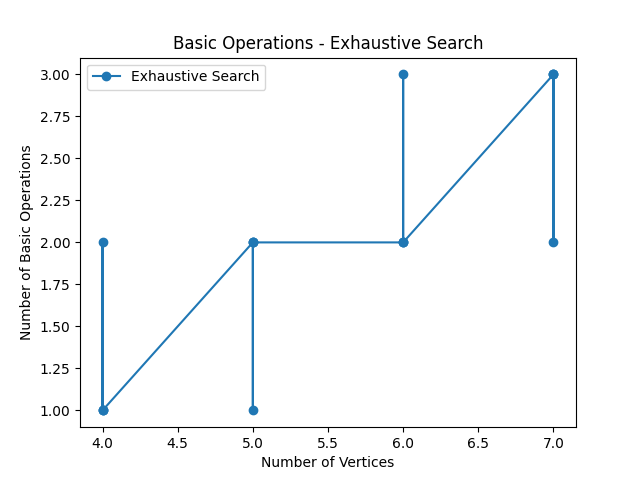 Basic Operations - Exhaustive Search
Exhaustive Search
Number of Basic Operations
3.00
2.75
2.50
2.25
2.00
1.75
1.50
1.25
1.00
4.0 4.5 5.0 5.5 6.0 6.5 7.0
Number of Vertices